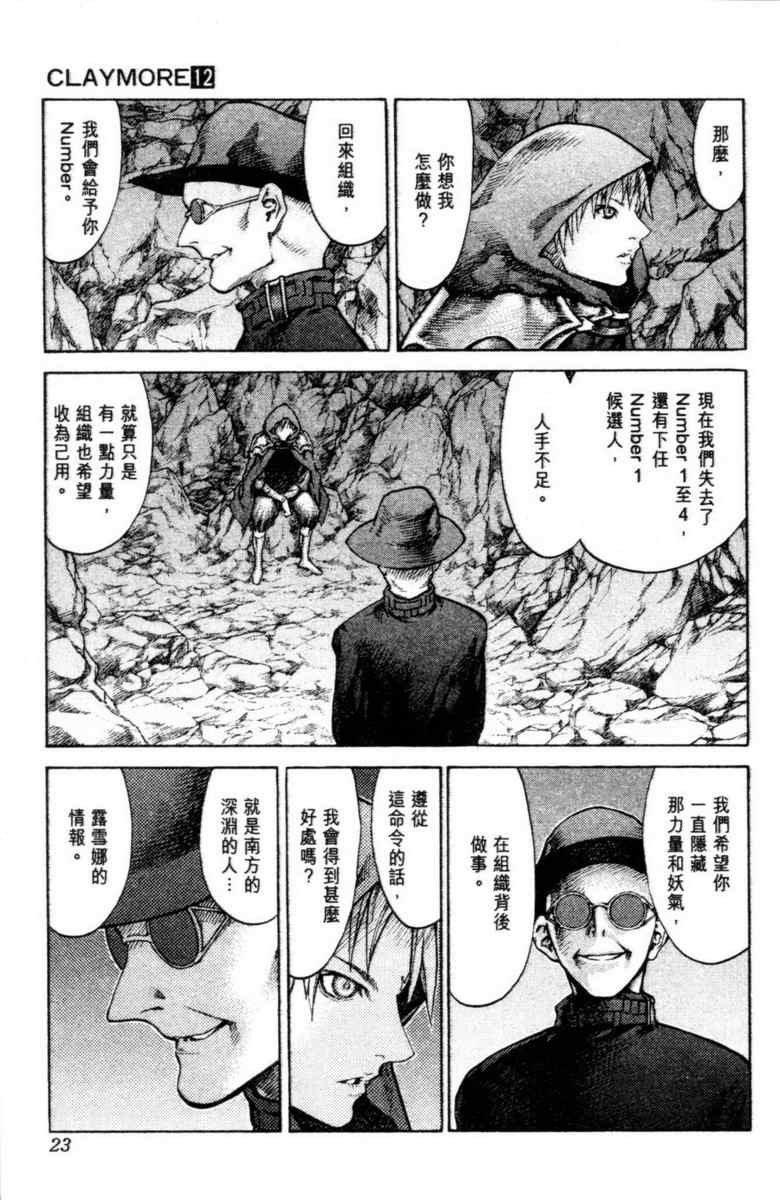 CLAYMORE 12
那麼，
你想我
怎麼做？
回來組織，
我們會給予你
Number。
現在我們失去了
Number 1至4，
還有下任
Number 1
候選人，
人手不足。
就算只是
有一點力量，
組織也希望
收為己用。
我們希望你
一直隱藏
那力量和妖氣，
在組織背後
做事。
遵從
這命令的話，
我會得到甚麼
好處嗎？
就是南方的
深淵的人…
露雪娜的
情報。
23